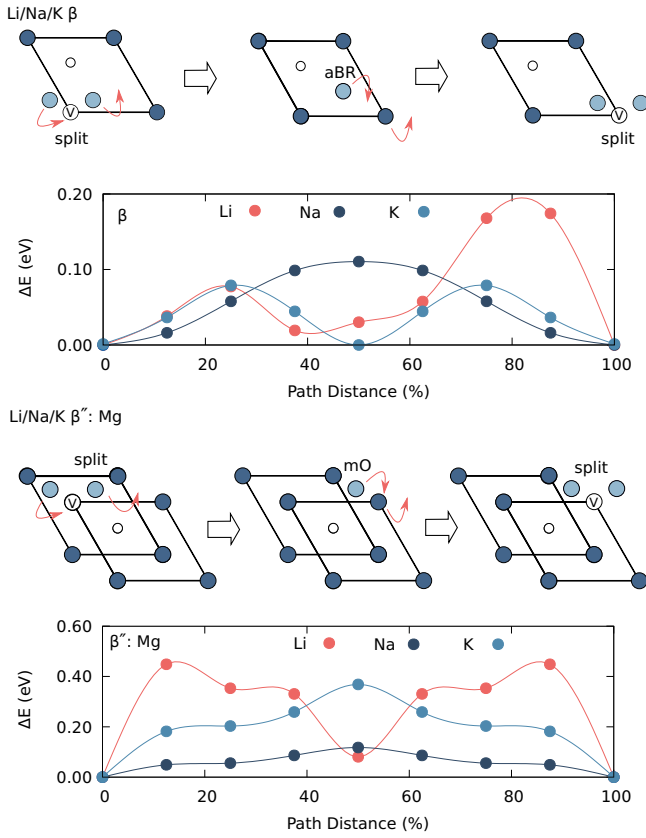 Li/Na/K β
aBR
V
split
V
split
0.20
β
Li
Na
K
0.10
ΔE (eV)
0.00
0
20
40
60
80
100
Path Distance (%)
Li/Na/K β″: Mg
split
mO
split
V
V
0.60
β″: Mg
Li
Na
K
0.40
ΔE (eV)
0.20
0.00
0
20
40
60
80
100
Path Distance (%)